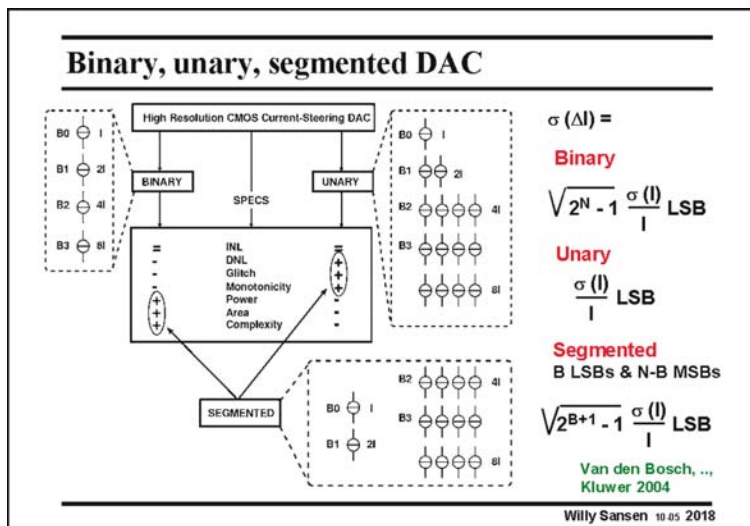 Binary, unary, segmented DAC
High Resolution CMOS Current-Steering DAC
B0 I
B1 2I
B2 4I
B3 8I
BINARY
SPECS
UNARY
B0 I
B1 2I
B2 4I
B3
8I
= INL =
- DNL +
- Glitch +
- Monotonicity +
+ Power -
+ Area -
+ Complexity -
SEGMENTED
B0 I
B1 2I
B2 4I
B3
8I
σ (ΔI) =
Binary
√2^N - 1 σ (I)/I LSB
Unary
σ (I)/I LSB
Segmented
B LSBs & N-B MSBs
√2^B+1 - 1 σ (I)/I LSB
Van den Bosch, ..,
Kluwer 2004
Willy Sansen 10-05 2018